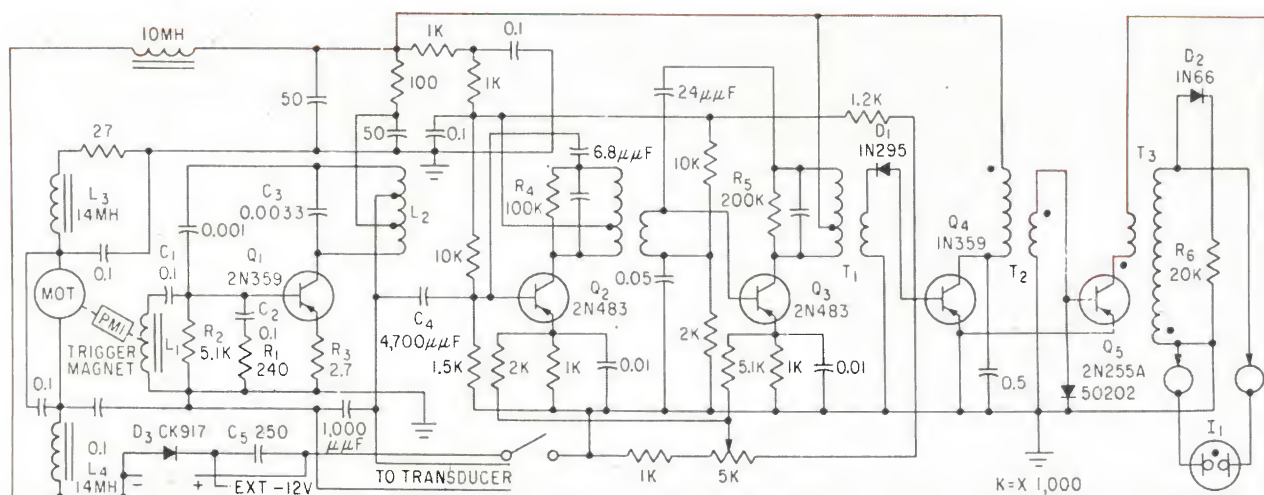 10MH
1K
0.1
D2
1N66
50
100
1K
24μμF
1.2K
27
50
0.1
D1
1N295
6.8μμF
T3
10K
L3
14MH
C3
0.0033
R4
100K
R5
200K
L2
Q4
1N359
0.001
R6
20K
C1
0.1
Q1
2N359
0.1
10K
0.05
T1
T2
MOT
Q2
2N483
Q3
2N483
PMI
C2
0.1
C4
4,700μμF
R2
5.1K
L1
2K
TRIGGER
MAGNET
R1
240
R3
2.7
Q5
2N255A
1.5K
2K
1K
0.01
5.1K
1K
0.01
0.5
50202
0.1
1,000
μμF
0.1
D3 CK917
C5 250
I1
L4
14MH
TO TRANSDUCER
1K
5K
- + EXT -12V
K=X 1,000